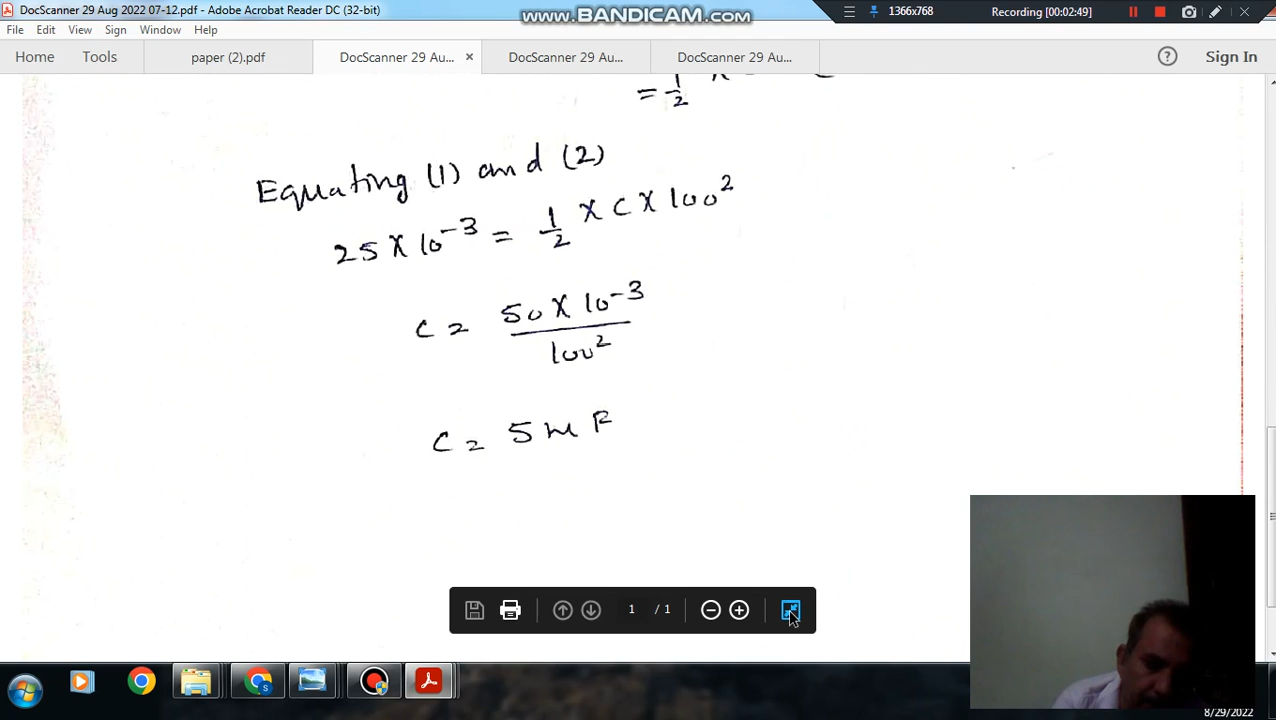 DocScanner 29 Aug 2022 07-12.pdf - Adobe Acrobat Reader DC (32-bit)
www.BANDICAM.com
1366x768
Recording [00:02:49]
File Edit View Sign Window Help
Home Tools paper (2).pdf DocScanner 29 Au... × DocScanner 29 Au... DocScanner 29 Au... Sign In
= 1/2 ×
Equating (1) and (2)
25 × 10⁻³ = 1/2 × C × 100²
C = 50 × 10⁻³ / 100²
C = 5 μ F
1 / 1
8/29/2022